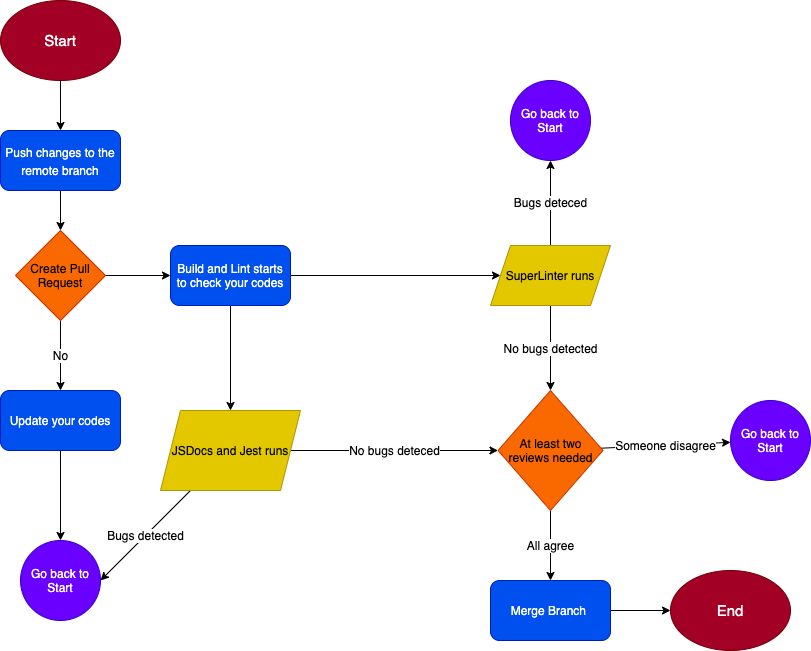 Start
Go back to
Start
Push changes to the
remote branch
Bugs deteced
Create Pull
Request
Build and Lint starts
to check your codes
SuperLinter runs
No
No bugs detected
Update your codes
JSDocs and Jest runs
No bugs deteced
At least two
reviews needed
Someone disagree
Go back to
Start
Bugs detected
All agree
Go back to
Start
Merge Branch
End